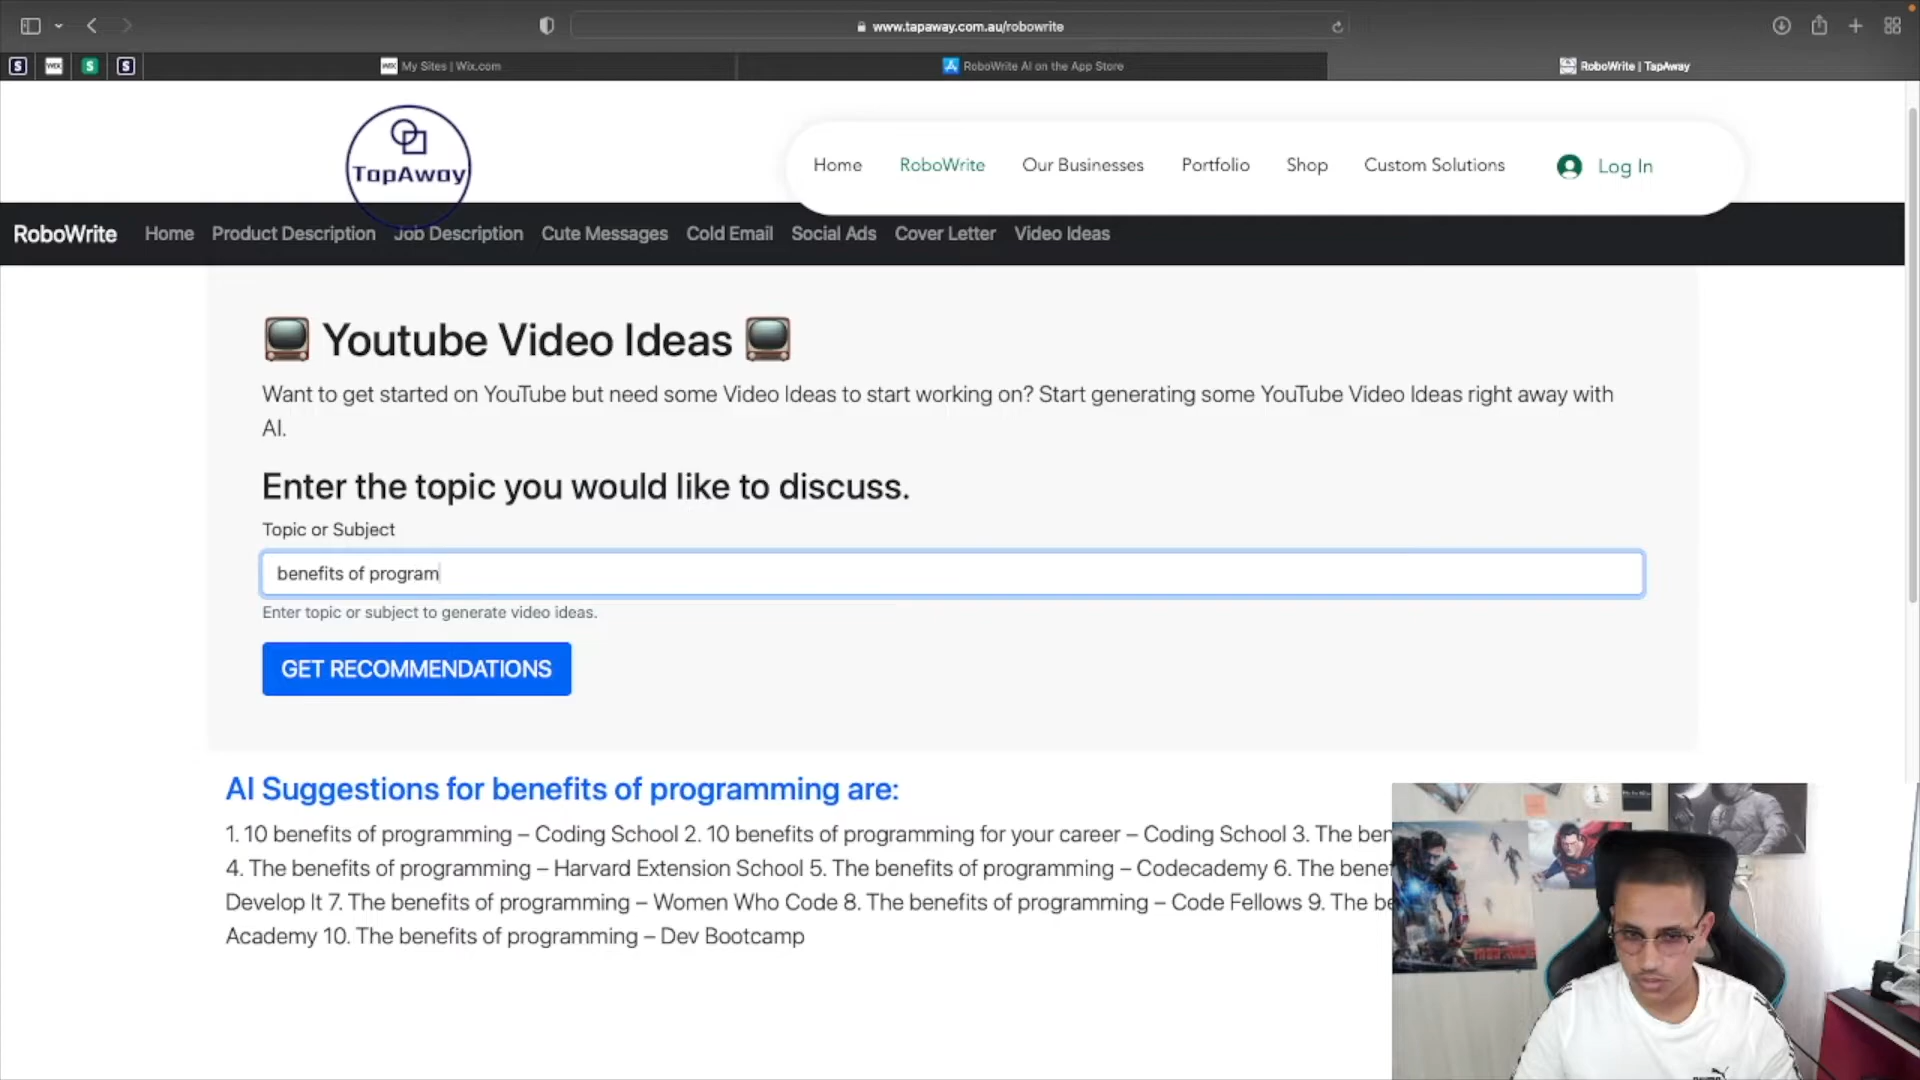 www.tapaway.com.au/robowrite
My Sites | Wix.com
RoboWrite AI on the App Store
RoboWrite | TapAway
TapAway
Home RoboWrite Our Businesses Portfolio Shop Custom Solutions Log In
RoboWrite Home Product Description Job Description Cute Messages Cold Email Social Ads Cover Letter Video Ideas
Youtube Video Ideas
Want to get started on YouTube but need some Video Ideas to start working on? Start generating some YouTube Video Ideas right away with
AI.
Enter the topic you would like to discuss.
Topic or Subject
benefits of program
Enter topic or subject to generate video ideas.
GET RECOMMENDATIONS
AI Suggestions for benefits of programming are:
1. 10 benefits of programming – Coding School 2. 10 benefits of programming for your career – Coding School 3. The
4. The benefits of programming – Harvard Extension School 5. The benefits of programming – Codecademy 6. The
Develop It 7. The benefits of programming – Women Who Code 8. The benefits of programming – Code Fellows 9. The
Academy 10. The benefits of programming – Dev Bootcamp